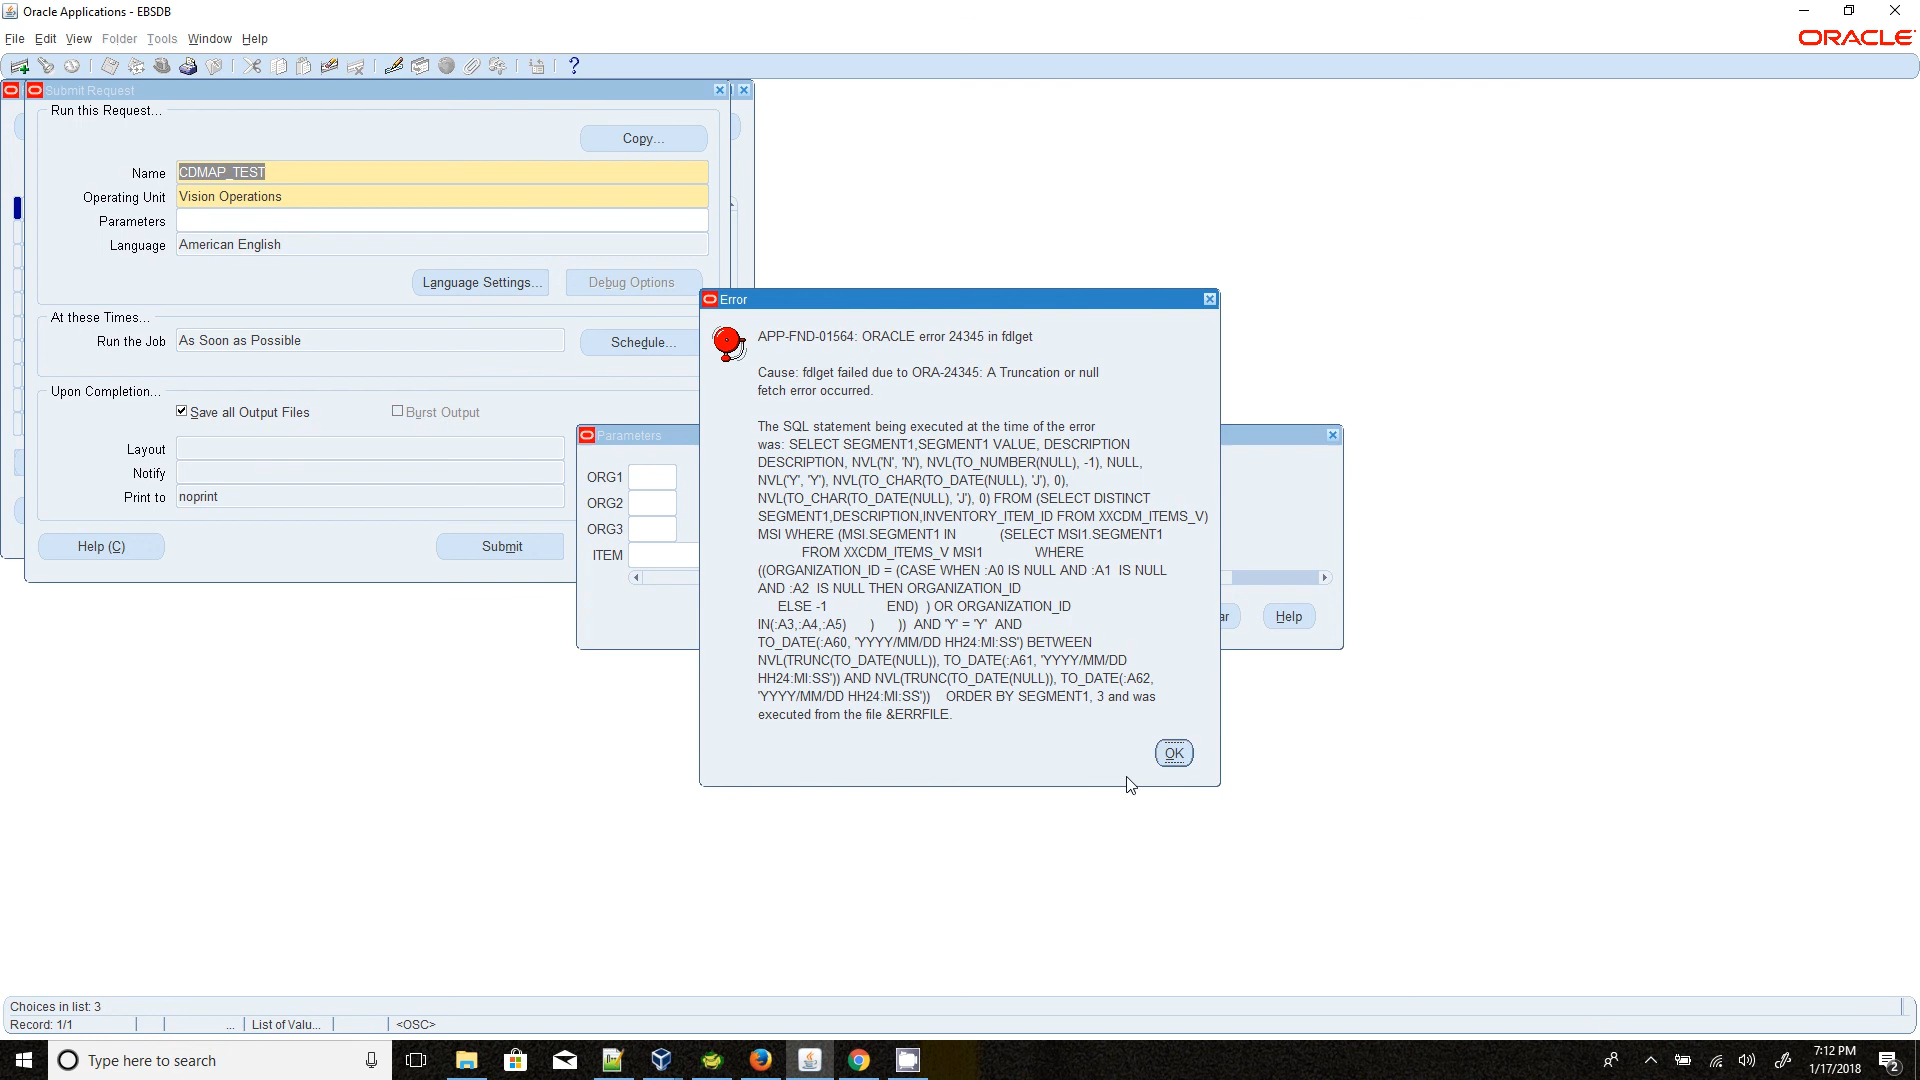 Oracle Applications - EBSDB
File Edit View Folder Tools Window Help
ORACLE
Submit Request
Run this Request...
Copy...
Name CDMAP_TEST
Operating Unit Vision Operations
Parameters
Language American English
Language Settings... Debug Options
At these Times...
Run the Job As Soon as Possible Schedule...
Upon Completion...
Save all Output Files Burst Output
Layout
Notify
Print to noprint
Help (C) Submit
Parameters
ORG1
ORG2
ORG3
ITEM
ar Help
Error
APP-FND-01564: ORACLE error 24345 in fdlget
Cause: fdlget failed due to ORA-24345: A Truncation or null
fetch error occurred.
The SQL statement being executed at the time of the error
was: SELECT SEGMENT1,SEGMENT1 VALUE, DESCRIPTION
DESCRIPTION, NVL('N', 'N'), NVL(TO_NUMBER(NULL), -1), NULL,
NVL('Y', 'Y'), NVL(TO_CHAR(TO_DATE(NULL), 'J'), 0),
NVL(TO_CHAR(TO_DATE(NULL), 'J'), 0) FROM (SELECT DISTINCT
SEGMENT1,DESCRIPTION,INVENTORY_ITEM_ID FROM XXCDM_ITEMS_V)
MSI WHERE (MSI.SEGMENT1 IN (SELECT MSI1.SEGMENT1
FROM XXCDM_ITEMS_V MSI1 WHERE
((ORGANIZATION_ID = (CASE WHEN :A0 IS NULL AND :A1 IS NULL
AND :A2 IS NULL THEN ORGANIZATION_ID
ELSE -1 END) ) OR ORGANIZATION_ID
IN(:A3,:A4,:A5) ) )) AND 'Y' = 'Y' AND
TO_DATE(:A60, 'YYYY/MM/DD HH24:MI:SS') BETWEEN
NVL(TRUNC(TO_DATE(NULL)), TO_DATE(:A61, 'YYYY/MM/DD
HH24:MI:SS')) AND NVL(TRUNC(TO_DATE(NULL)), TO_DATE(:A62,
'YYYY/MM/DD HH24:MI:SS')) ORDER BY SEGMENT1, 3 and was
executed from the file &ERRFILE.
OK
Choices in list: 3
Record: 1/1 ... List of Valu... <OSC>
Type here to search
7:12 PM
1/17/2018
2